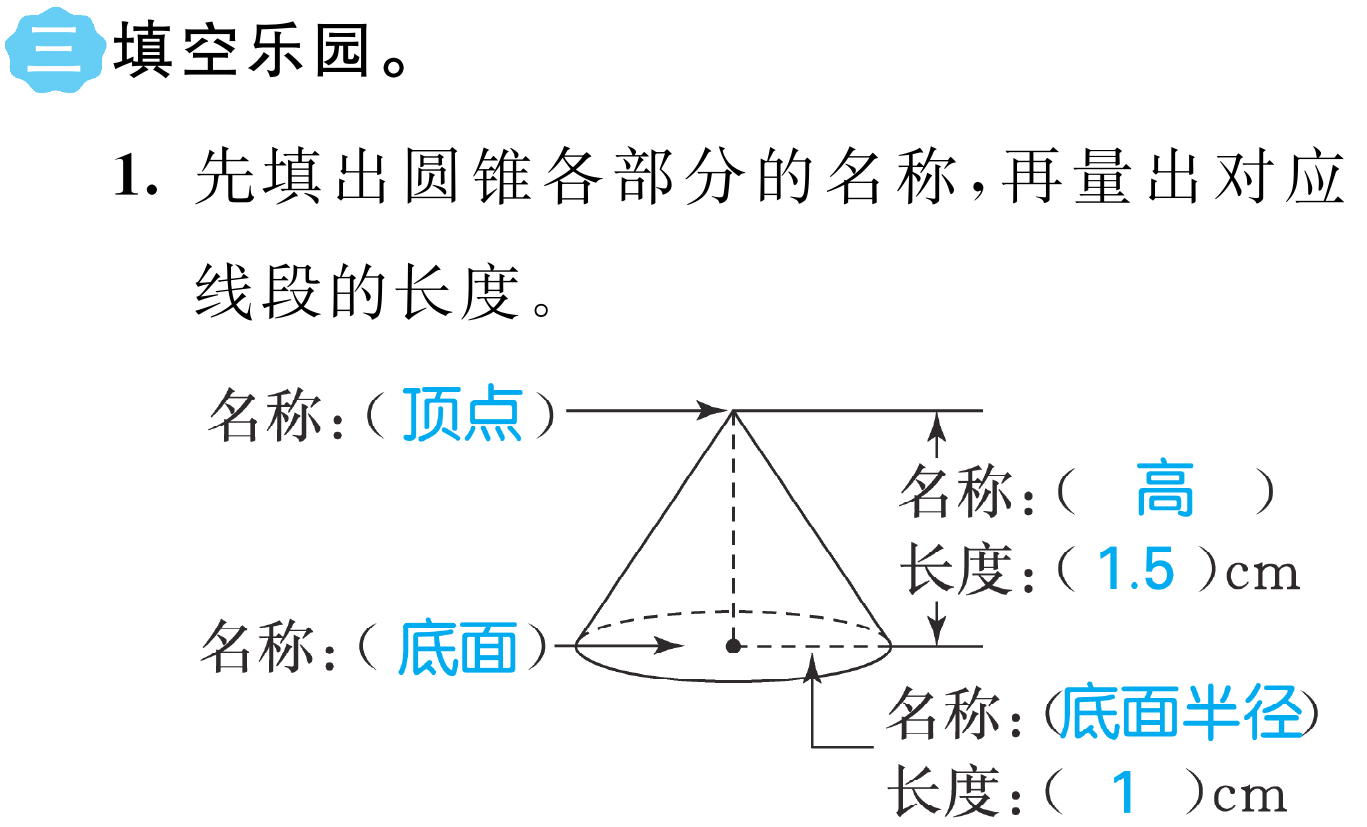 三 填空乐园。
1. 先填出圆锥各部分的名称,再量出对应
线段的长度。
名称:(顶点)
名称:( 高 )
长度:( 1.5 )cm
名称:(底面)
名称:(底面半径)
长度:( 1 )cm